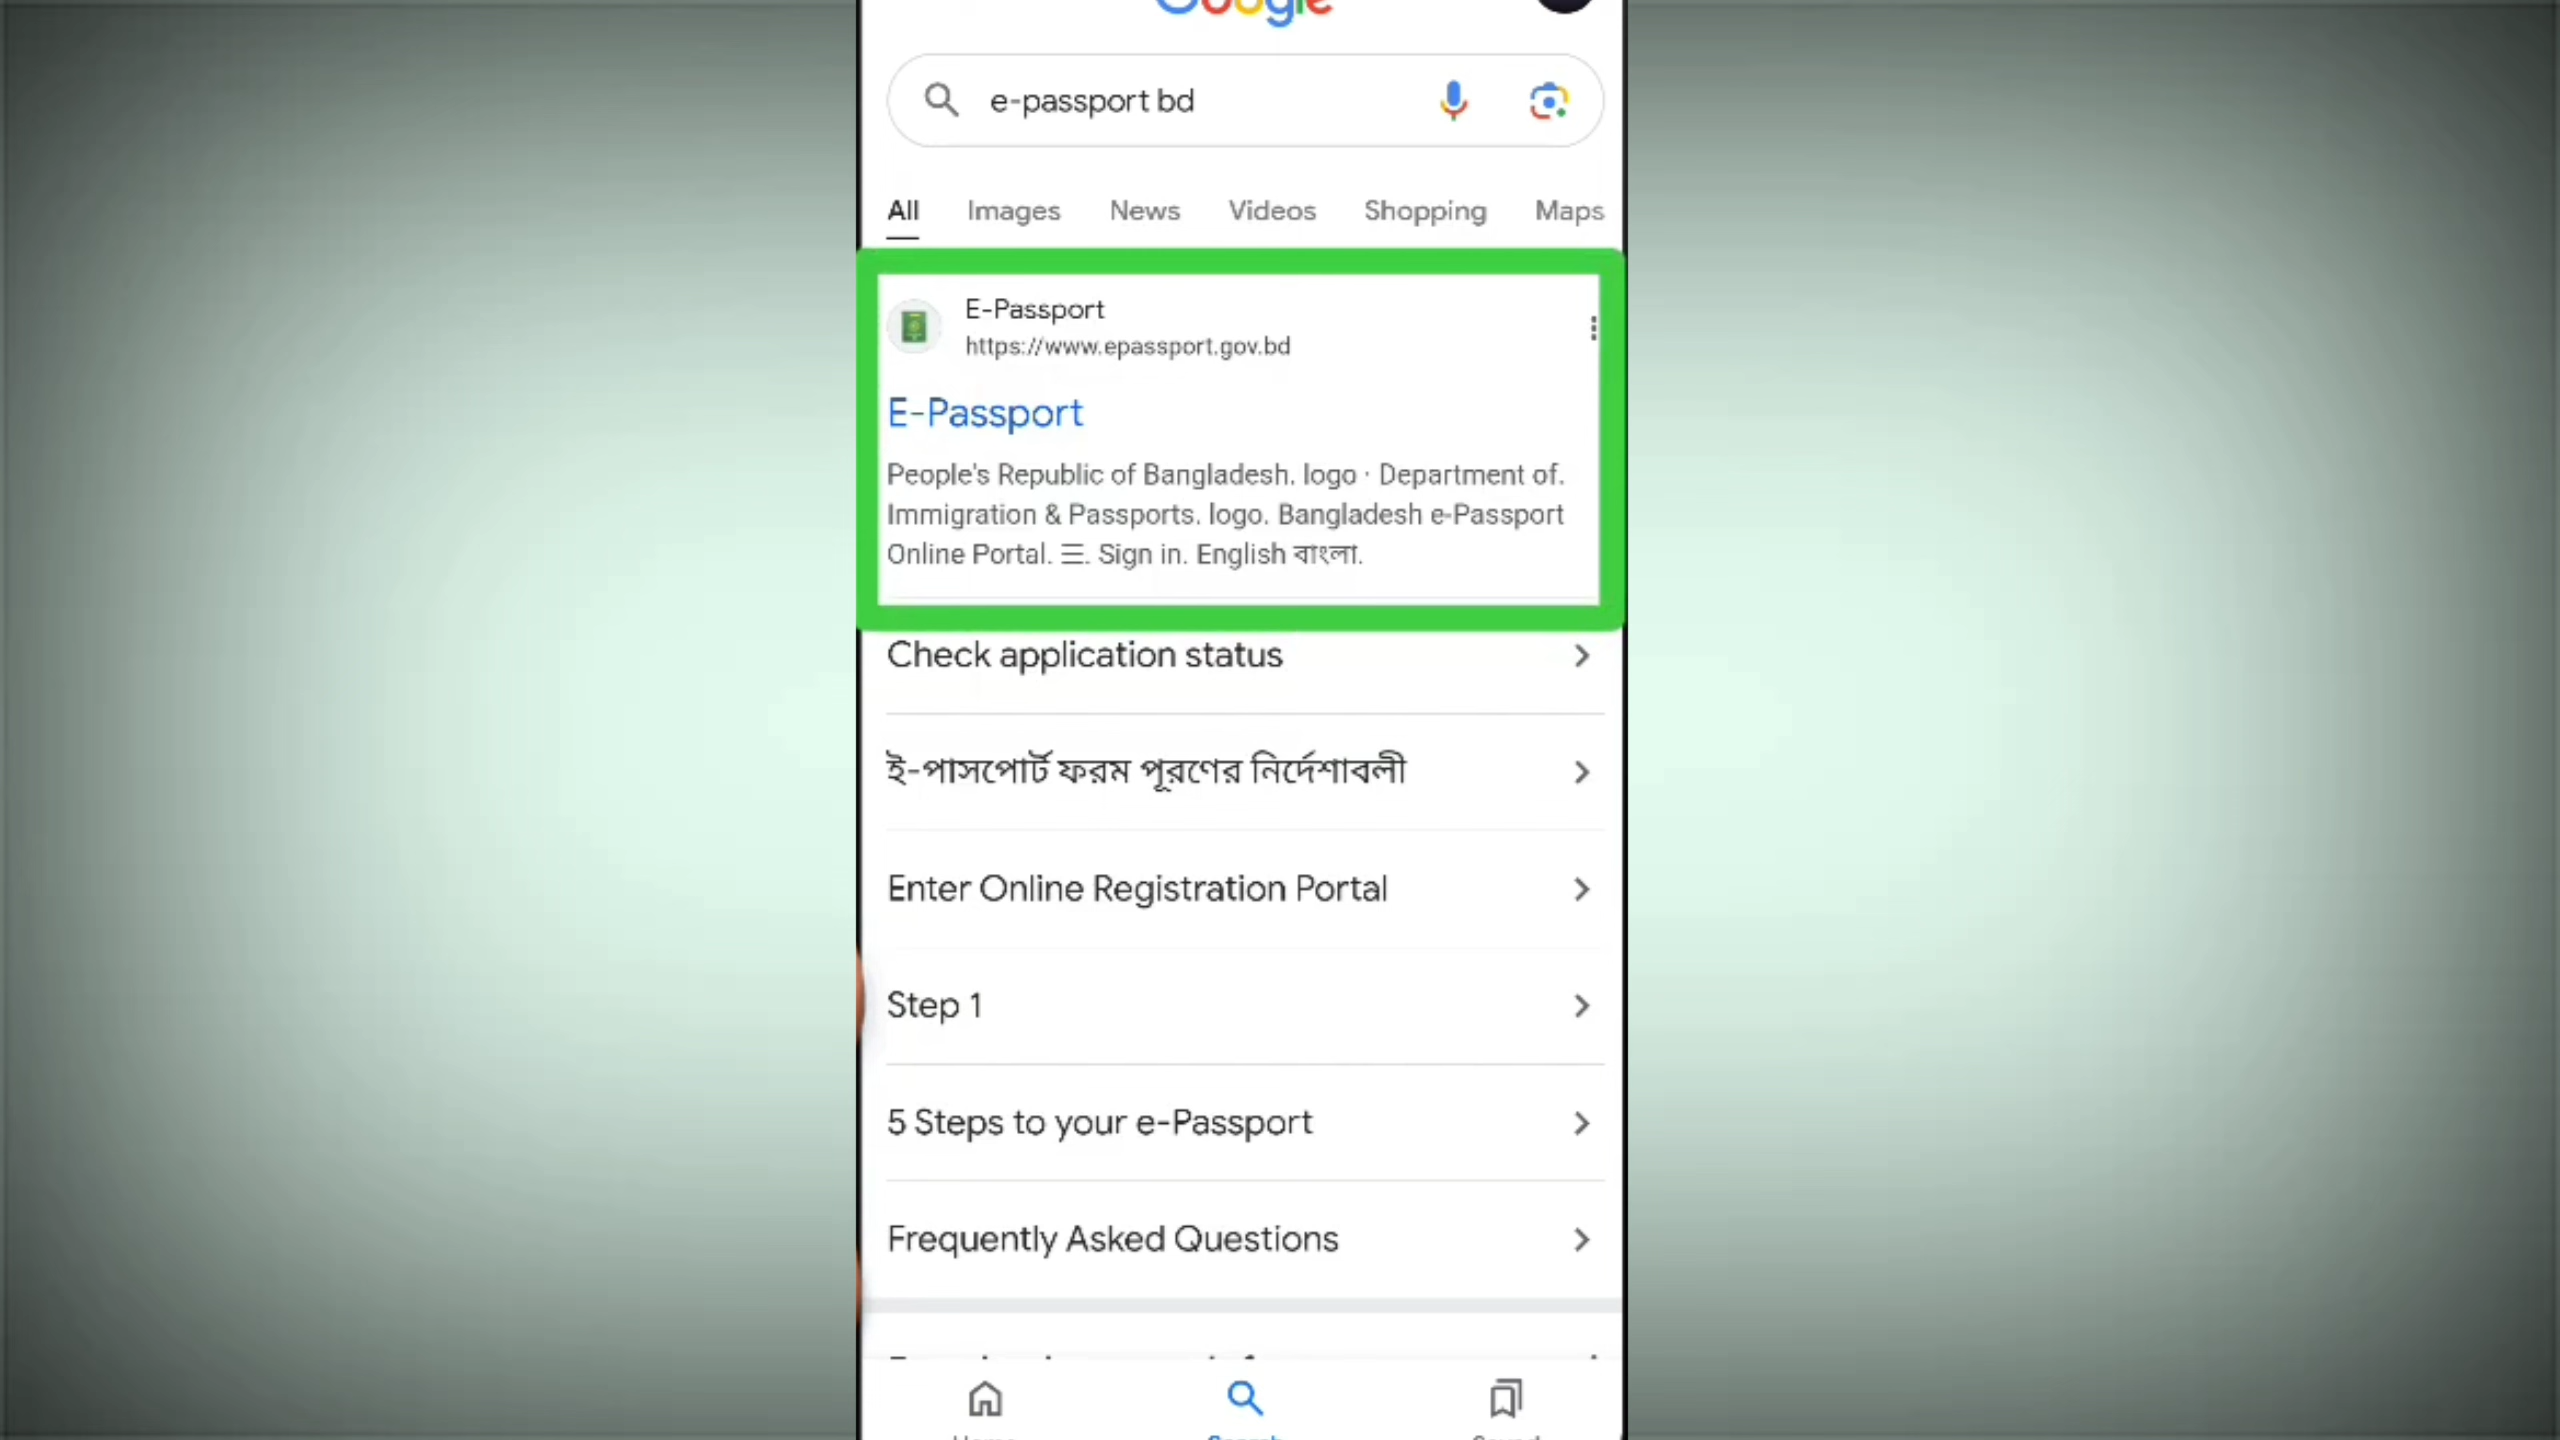 Google
e-passport bd
All Images News Videos Shopping Maps
E-Passport
https://www.epassport.gov.bd
E-Passport
People's Republic of Bangladesh. logo · Department of.
Immigration & Passports. logo. Bangladesh e-Passport
Online Portal. ☰. Sign in. English বাংলা.
Check application status
ই-পাসপোর্ট ফরম পূরণের নির্দেশাবলী
Enter Online Registration Portal
Step 1
5 Steps to your e-Passport
Frequently Asked Questions